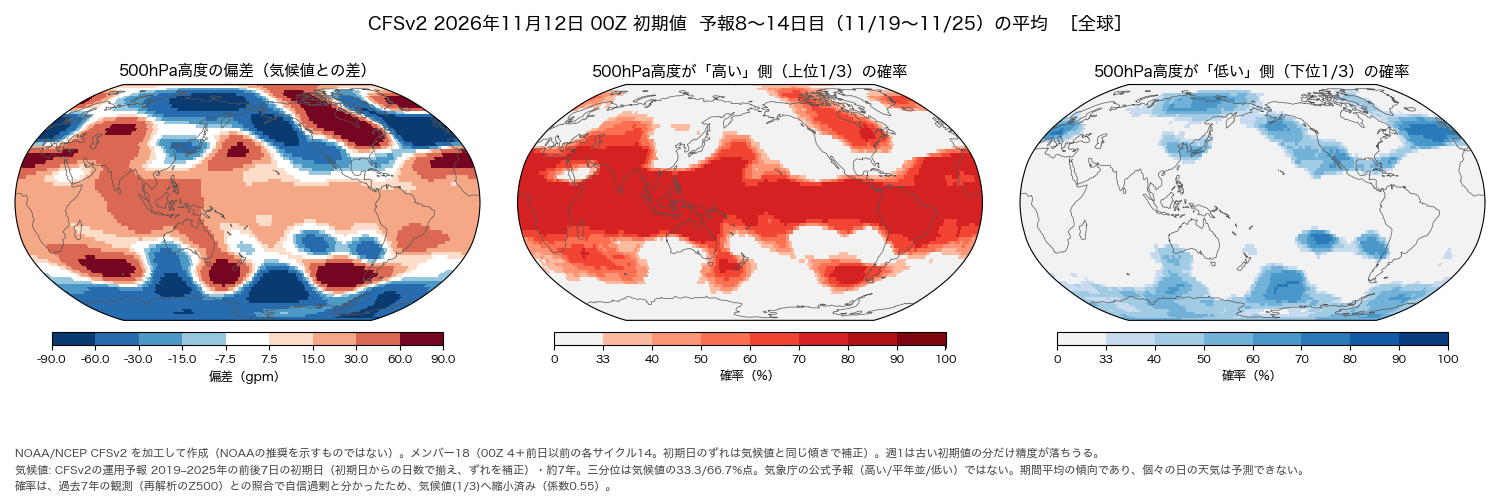 CFSv2 2026年11月12日 00Z 初期値 予報8〜14日目（11/19〜11/25）の平均 ［全球］
500hPa高度の偏差（気候値との差）
500hPa高度が「高い」側（上位1/3）の確率
500hPa高度が「低い」側（下位1/3）の確率
-90.0 -60.0 -30.0 -15.0 -7.5 7.5 15.0 30.0 60.0 90.0
偏差（gpm）
0 33 40 50 60 70 80 90 100
確率（%）
0 33 40 50 60 70 80 90 100
確率（%）
NOAA/NCEP CFSv2 を加工して作成（NOAAの推奨を示すものではない）。メンバー18（00Z 4＋前日以前の各サイクル14。初期日のずれは気候値と同じ傾きで補正）。週1は古い初期値の分だけ精度が落ちうる。
気候値: CFSv2の運用予報 2019–2025年の前後7日の初期日（初期日からの日数で揃え、ずれを補正）・約7年。三分位は気候値の33.3/66.7%点。気象庁の公式予報（高い/平年並/低い）ではない。期間平均の傾向であり、個々の日の天気は予測できない。
確率は、過去7年の観測（再解析のZ500）との照合で自信過剰と分かったため、気候値(1/3)へ縮小済み（係数0.55）。